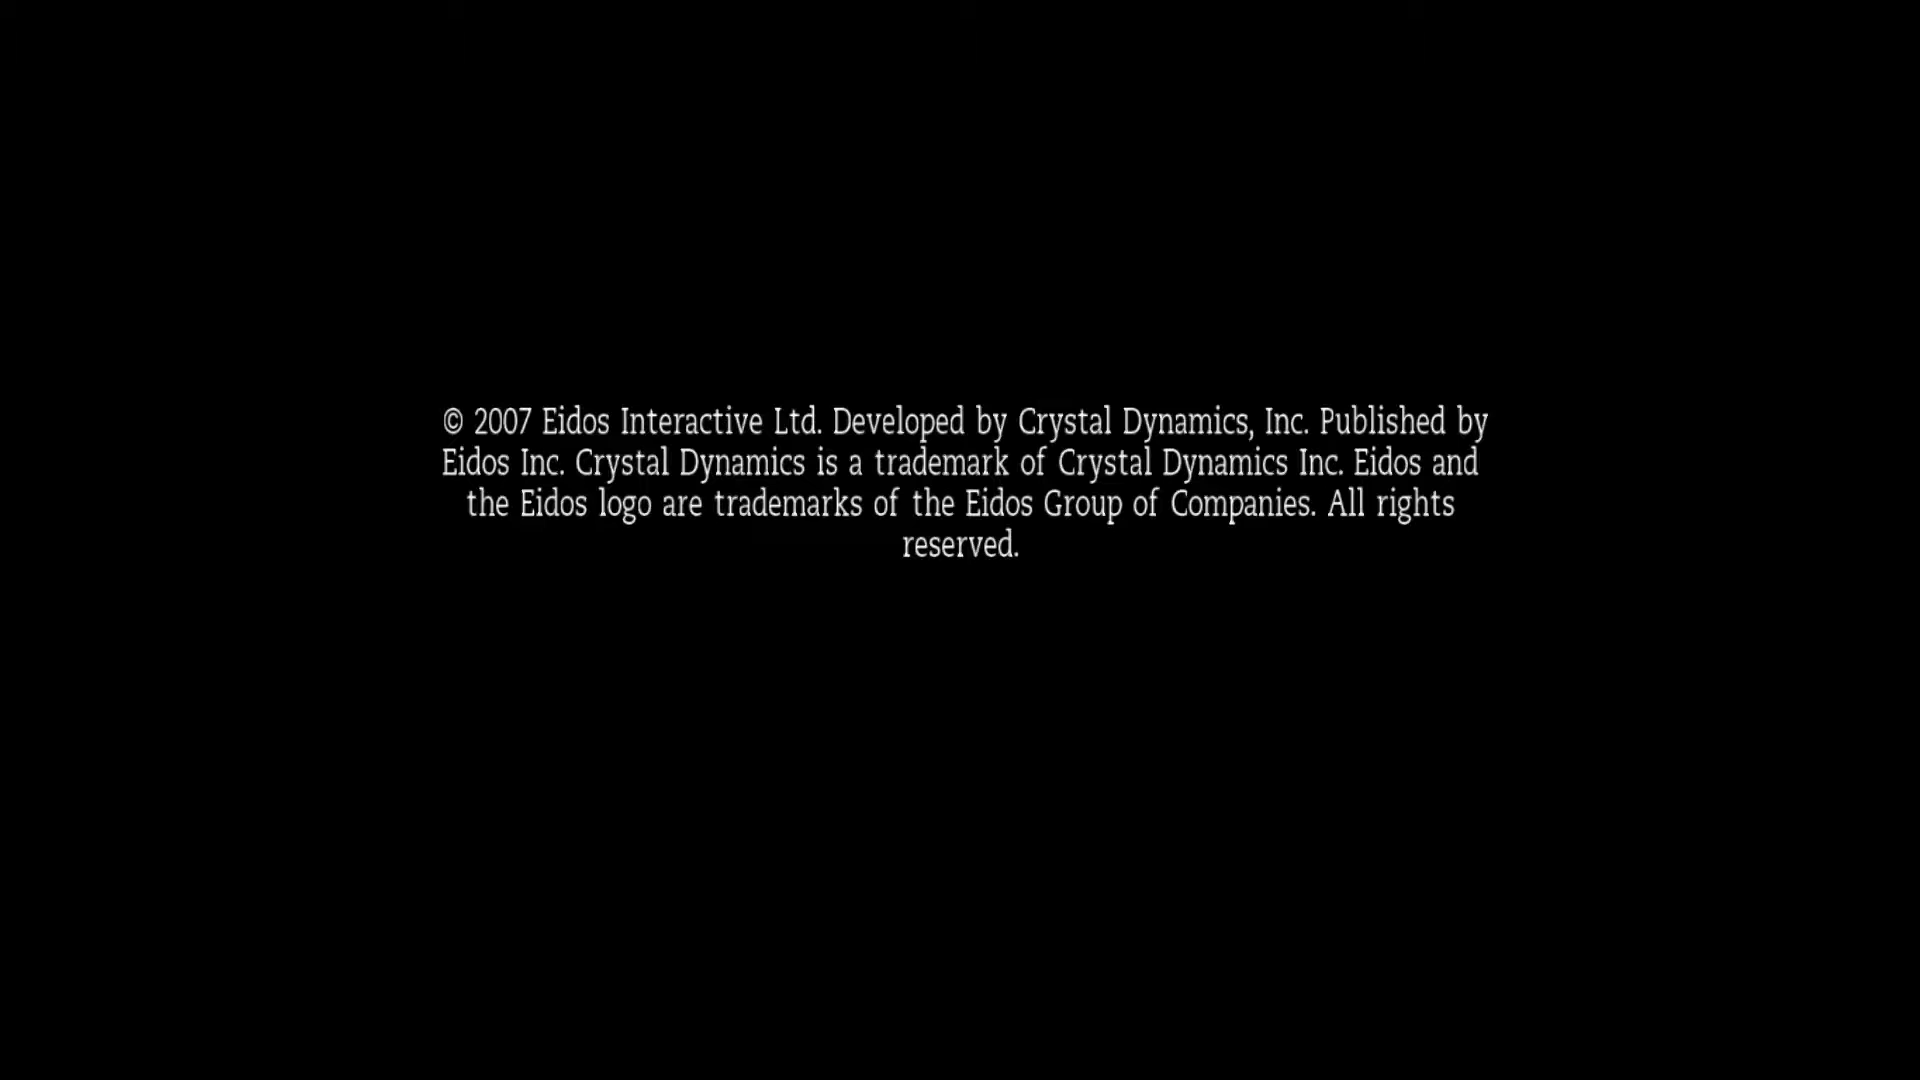 © 2007 Eidos Interactive Ltd. Developed by Crystal Dynamics, Inc. Published by
Eidos Inc. Crystal Dynamics is a trademark of Crystal Dynamics Inc. Eidos and
the Eidos logo are trademarks of the Eidos Group of Companies. All rights
reserved.